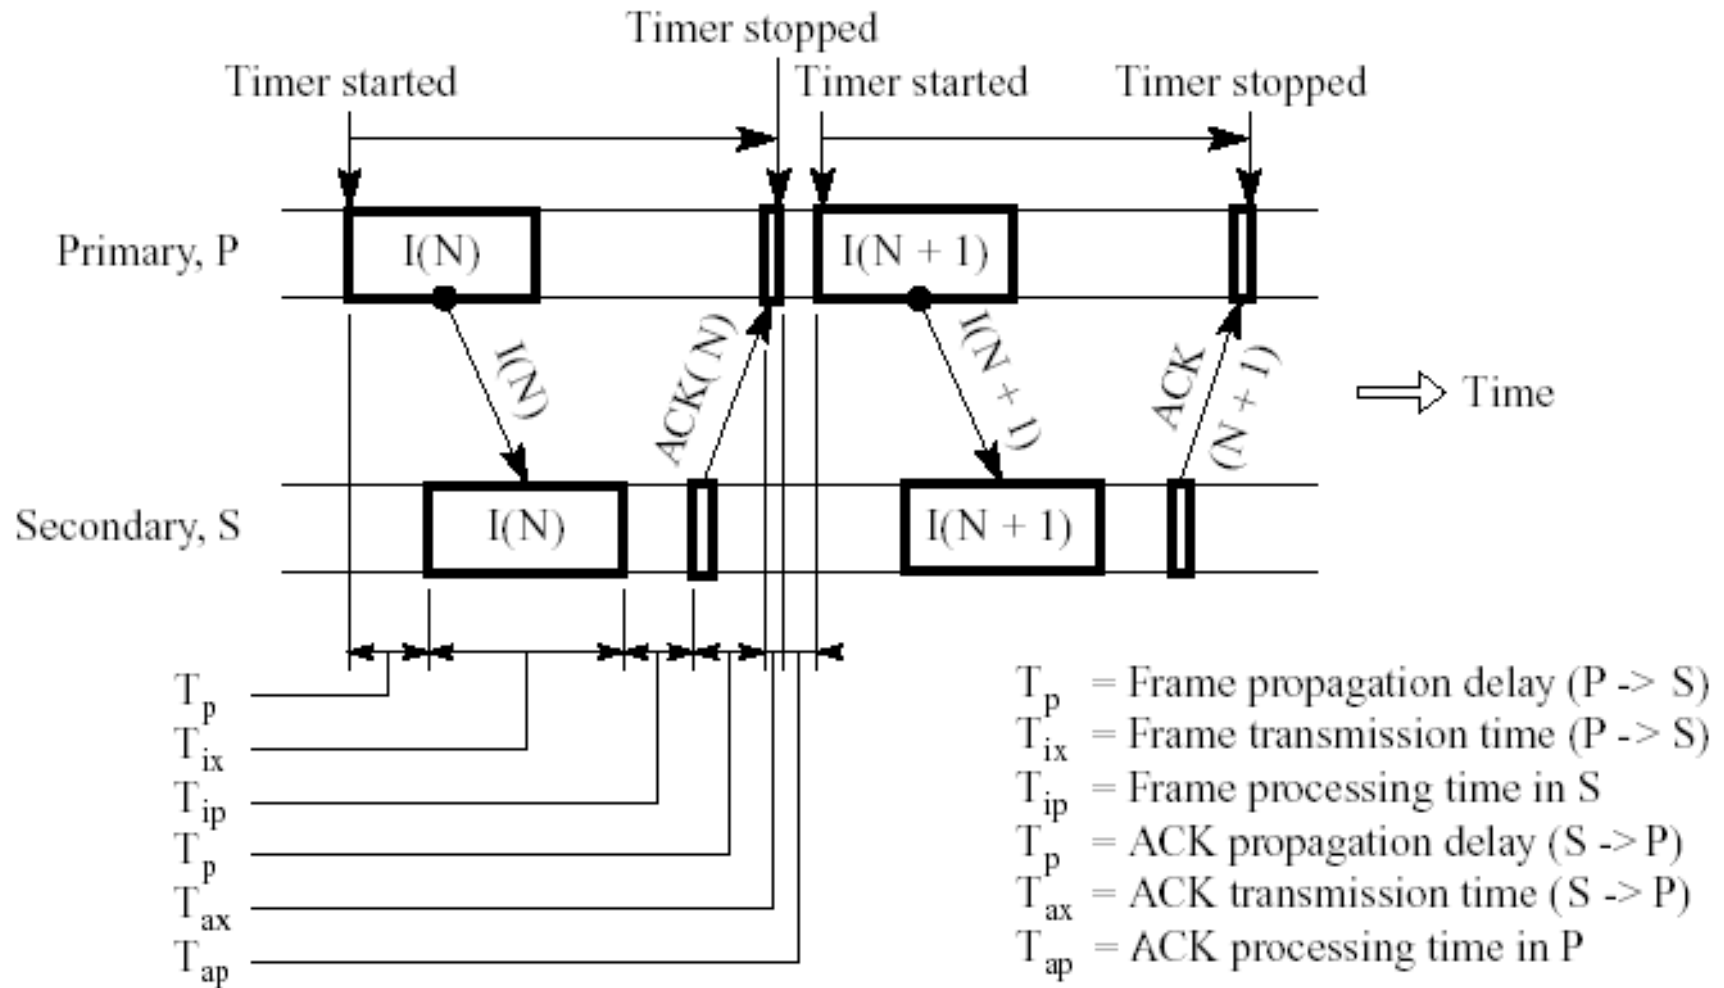 Timer stopped
Timer started
Timer started
Timer stopped
Primary, P
I(N)
I(N + 1)
I(N)
ACK( N)
I(N + 1)
ACK
(N + 1)
Time
Secondary, S
I(N)
I(N + 1)
Tp
Tix
Tip
Tp
Tax
Tap
Tp = Frame propagation delay (P -> S)
Tix = Frame transmission time (P -> S)
Tip = Frame processing time in S
Tp = ACK propagation delay (S -> P)
Tax = ACK transmission time (S -> P)
Tap = ACK processing time in P